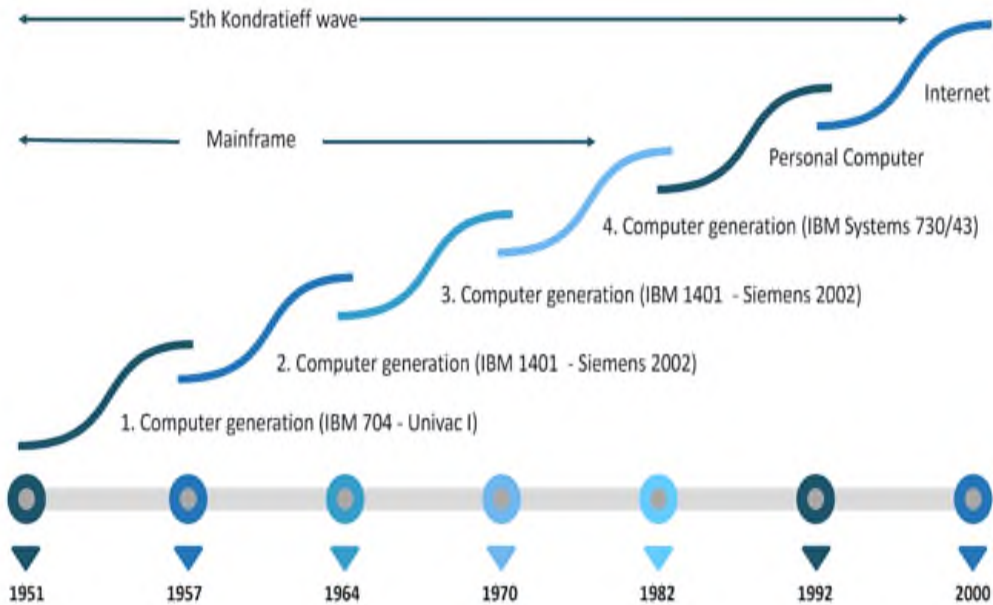 5th Kondratieff wave
Internet
Mainframe
Personal Computer
4. Computer generation (IBM Systems 730/43)
3. Computer generation (IBM 1401 - Siemens 2002)
2. Computer generation (IBM 1401 - Siemens 2002)
1. Computer generation (IBM 704 - Univac I)
1951 1957 1964 1970 1982 1992 2000